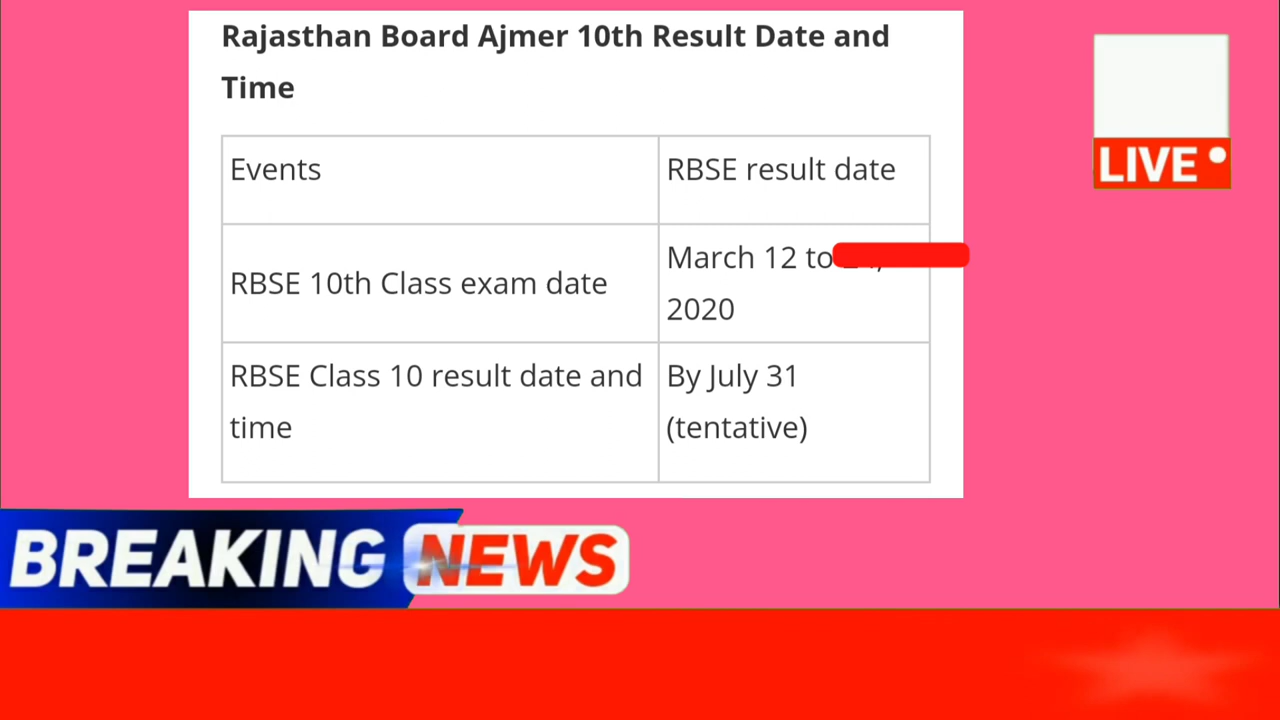 Rajasthan Board Ajmer 10th Result Date and
Time
Events
RBSE result date
RBSE 10th Class exam date
March 12 to
2020
RBSE Class 10 result date and
time
By July 31
(tentative)
LIVE
BREAKING NEWS